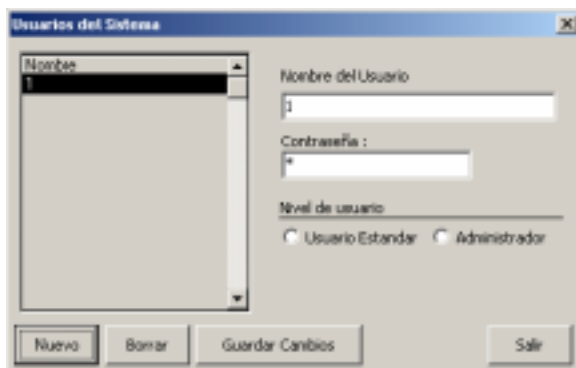 Usuarios del Sistema
Nombre
1
Nombre del Usuario
1
Contraseña :
*
Nivel de usuario
Usuario Estandar
Administrador
Nuevo
Borrar
Guardar Cambios
Salir